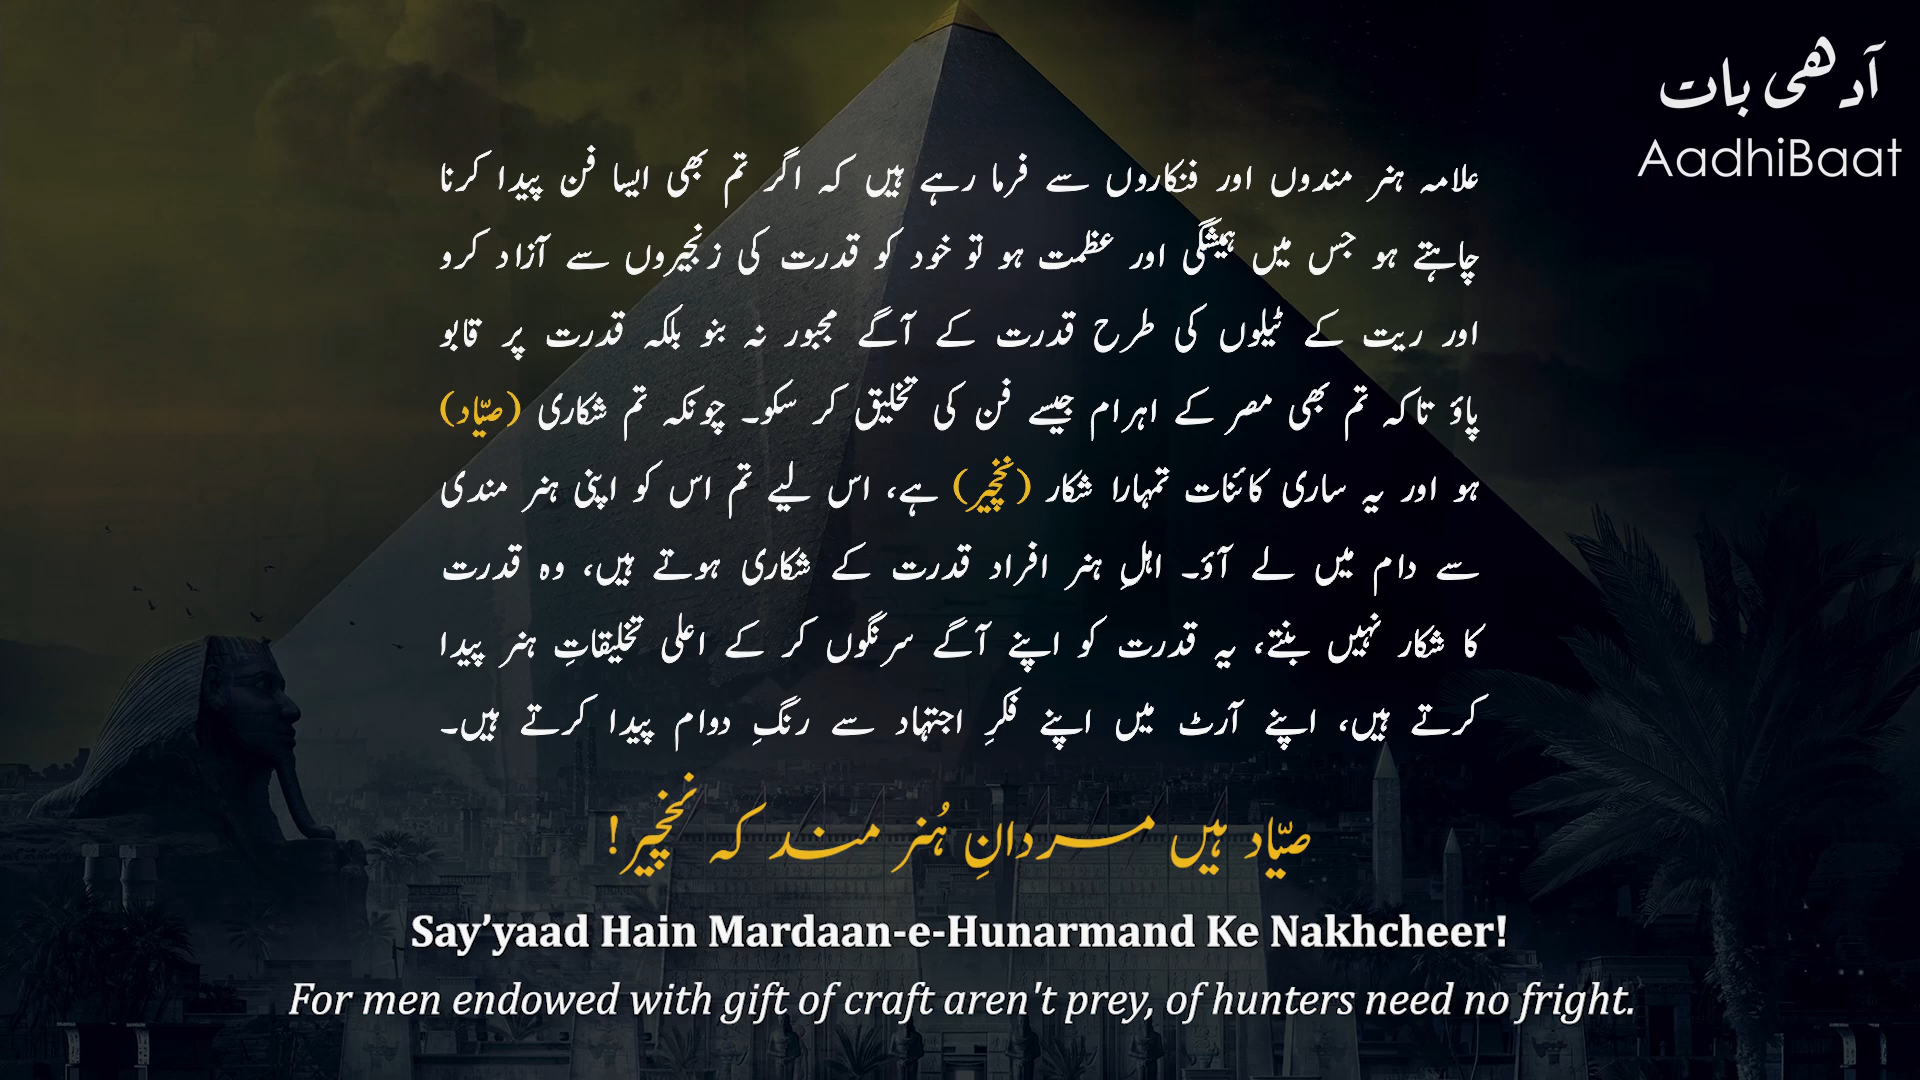 آدھی بات
AadhiBaat
علامہ ہنر مندوں اور فنکاروں سے فرما رہے ہیں کہ اگر تم بھی ایسا فن پیدا کرنا
چاہتے ہو جس میں ہمیشگی اور عظمت ہو تو خود کو قدرت کی زنجیروں سے آزاد کرو
اور ریت کے ٹیلوں کی طرح قدرت کے آگے مجبور نہ بنو بلکہ قدرت پر قابو
پاؤ تاکہ تم بھی مصر کے اہرام جیسے فن کی تخلیق کر سکو۔ چونکہ تم شکاری (صیّاد)
ہو اور یہ ساری کائنات تمہارا شکار (نخچیر) ہے، اس لیے تم اس کو اپنی ہنر مندی
سے دام میں لے آؤ۔ اہلِ ہنر افراد قدرت کے شکاری ہوتے ہیں، وہ قدرت
کا شکار نہیں بنتے، یہ قدرت کو اپنے آگے سرنگوں کر کے اعلی تخلیقاتِ ہنر پیدا
کرتے ہیں، اپنے آرٹ میں اپنے فکرِ اجتہاد سے رنگِ دوام پیدا کرتے ہیں۔
صیّاد ہیں مردانِ ہُنر مند کہ نخچیر!
Say’yaad Hain Mardaan-e-Hunarmand Ke Nakhcheer!
For men endowed with gift of craft aren't prey, of hunters need no fright.